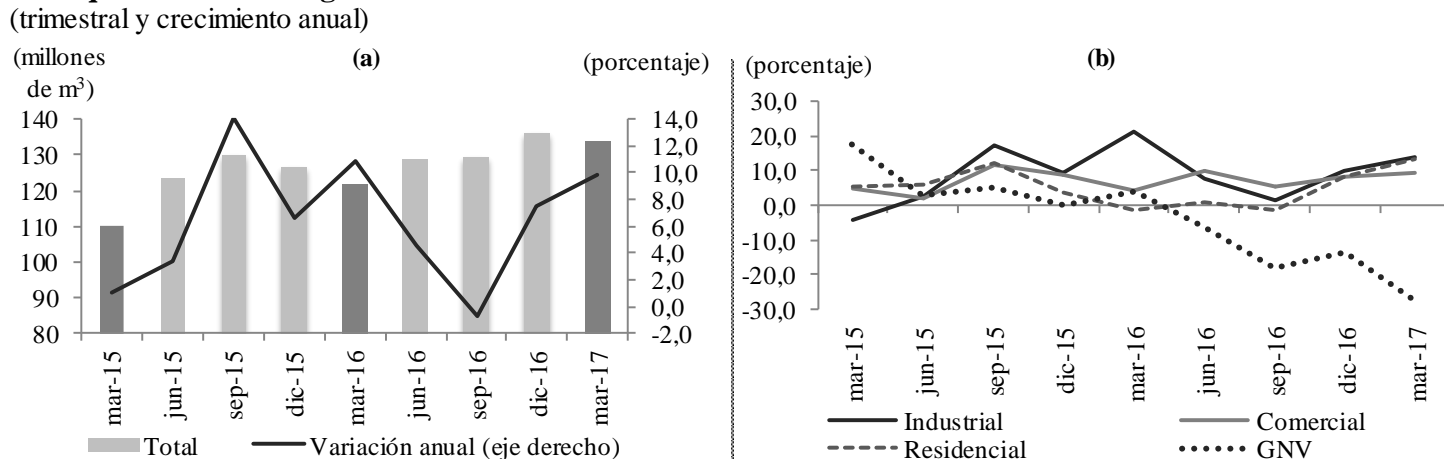 (trimestral y crecimiento anual)
(millones de m³)
(a)
(porcentaje)
140
130
120
110
100
90
80
14,0
12,0
10,0
8,0
6,0
4,0
2,0
0,0
-2,0
mar-15
jun-15
sep-15
dic-15
mar-16
jun-16
sep-16
dic-16
mar-17
Total
Variación anual (eje derecho)
(porcentaje)
(b)
30,0
20,0
10,0
0,0
-10,0
-20,0
-30,0
mar-15
jun-15
sep-15
dic-15
mar-16
jun-16
sep-16
dic-16
mar-17
Industrial
Comercial
Residencial
GNV